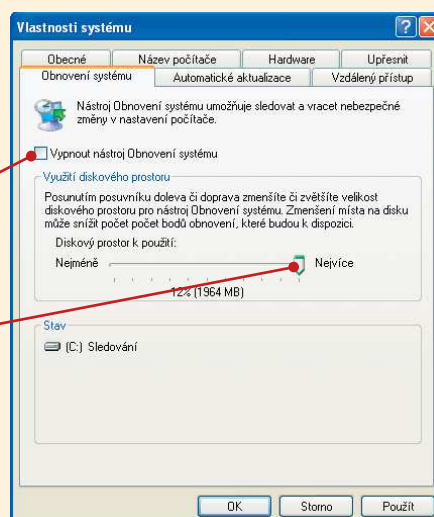 Vlastnosti systému
Obecné Název počítače Hardware Upřesnit
Obnovení systému Automatické aktualizace Vzdálený přístup
Nástroj Obnovení systému umožňuje sledovat a vracet nebezpečné
změny v nastavení počítače.
Vypnout nástroj Obnovení systému
Využití diskového prostoru
Posunutím posuvníku doleva či doprava zmenšíte či zvětšíte velikost
diskového prostoru pro nástroj Obnovení systému. Zmenšení místa na disku
může snížit počet počet bodů obnovení, které budou k dispozici.
Diskový prostor k použití:
Nejméně Nejvíce
12% (1964 MB)
Stav
(C:) Sledování
OK Storno Použít